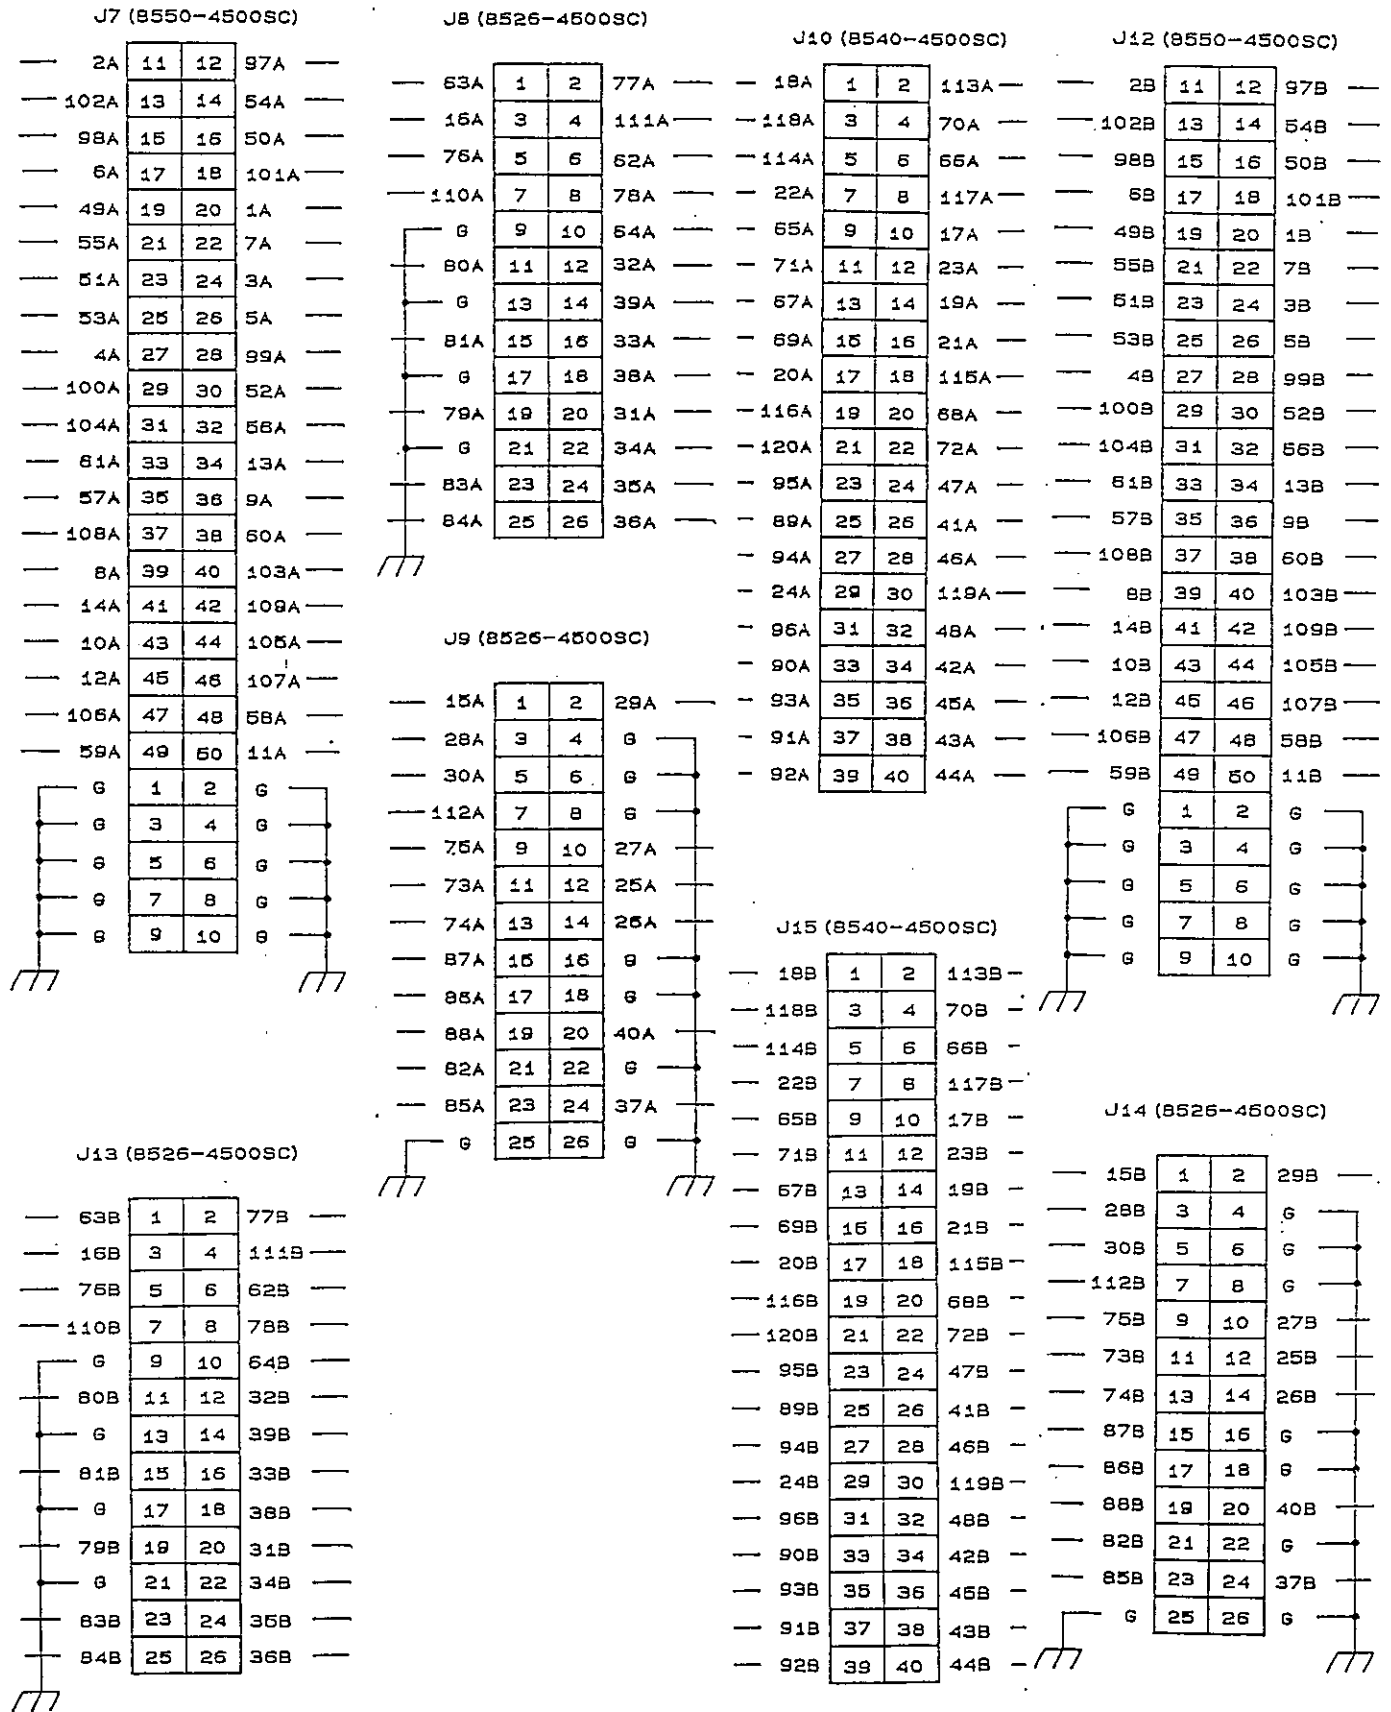 J7 (8550-4500SC)
2A 11 12 97A
102A 13 14 54A
98A 15 16 50A
6A 17 18 101A
49A 19 20 1A
55A 21 22 7A
51A 23 24 3A
53A 25 26 5A
4A 27 28 99A
100A 29 30 52A
104A 31 32 56A
61A 33 34 13A
57A 35 36 9A
108A 37 38 60A
8A 39 40 103A
14A 41 42 109A
10A 43 44 105A
12A 45 46 107A
106A 47 48 58A
59A 49 50 11A
G 1 2 G
G 3 4 G
G 5 6 G
G 7 8 G
G 9 10 G
J8 (8526-4500SC)
63A 1 2 77A
16A 3 4 111A
76A 5 6 62A
110A 7 8 78A
G 9 10 64A
80A 11 12 32A
G 13 14 39A
81A 15 16 33A
G 17 18 38A
79A 19 20 31A
G 21 22 34A
83A 23 24 35A
84A 25 26 36A
J9 (8526-4500SC)
15A 1 2 29A
28A 3 4 G
30A 5 6 G
112A 7 8 G
75A 9 10 27A
73A 11 12 25A
74A 13 14 26A
87A 15 16 G
86A 17 18 G
88A 19 20 40A
82A 21 22 G
85A 23 24 37A
G 25 26 G
J10 (8540-4500SC)
18A 1 2 113A
118A 3 4 70A
114A 5 6 66A
22A 7 8 117A
65A 9 10 17A
71A 11 12 23A
67A 13 14 19A
69A 15 16 21A
20A 17 18 115A
116A 19 20 68A
120A 21 22 72A
95A 23 24 47A
89A 25 26 41A
94A 27 28 46A
24A 29 30 119A
96A 31 32 48A
90A 33 34 42A
93A 35 36 45A
91A 37 38 43A
92A 39 40 44A
J12 (8550-4500SC)
2B 11 12 97B
102B 13 14 54B
98B 15 16 50B
6B 17 18 101B
49B 19 20 1B
55B 21 22 7B
51B 23 24 3B
53B 25 26 5B
4B 27 28 99B
100B 29 30 52B
104B 31 32 56B
61B 33 34 13B
57B 35 36 9B
108B 37 38 60B
8B 39 40 103B
14B 41 42 109B
10B 43 44 105B
12B 45 46 107B
106B 47 48 58B
59B 49 50 11B
G 1 2 G
G 3 4 G
G 5 6 G
G 7 8 G
G 9 10 G
J13 (8526-4500SC)
63B 1 2 77B
16B 3 4 111B
76B 5 6 62B
110B 7 8 78B
G 9 10 64B
80B 11 12 32B
G 13 14 39B
81B 15 16 33B
G 17 18 38B
79B 19 20 31B
G 21 22 34B
83B 23 24 35B
84B 25 26 36B
J15 (8540-4500SC)
18B 1 2 113B
118B 3 4 70B
114B 5 6 66B
22B 7 8 117B
65B 9 10 17B
71B 11 12 23B
67B 13 14 19B
69B 15 16 21B
20B 17 18 115B
116B 19 20 68B
120B 21 22 72B
95B 23 24 47B
89B 25 26 41B
94B 27 28 46B
24B 29 30 119B
96B 31 32 48B
90B 33 34 42B
93B 35 36 45B
91B 37 38 43B
92B 39 40 44B
J14 (8526-4500SC)
15B 1 2 29B
28B 3 4 G
30B 5 6 G
112B 7 8 G
75B 9 10 27B
73B 11 12 25B
74B 13 14 26B
87B 15 16 G
86B 17 18 G
88B 19 20 40B
82B 21 22 G
85B 23 24 37B
G 25 26 G